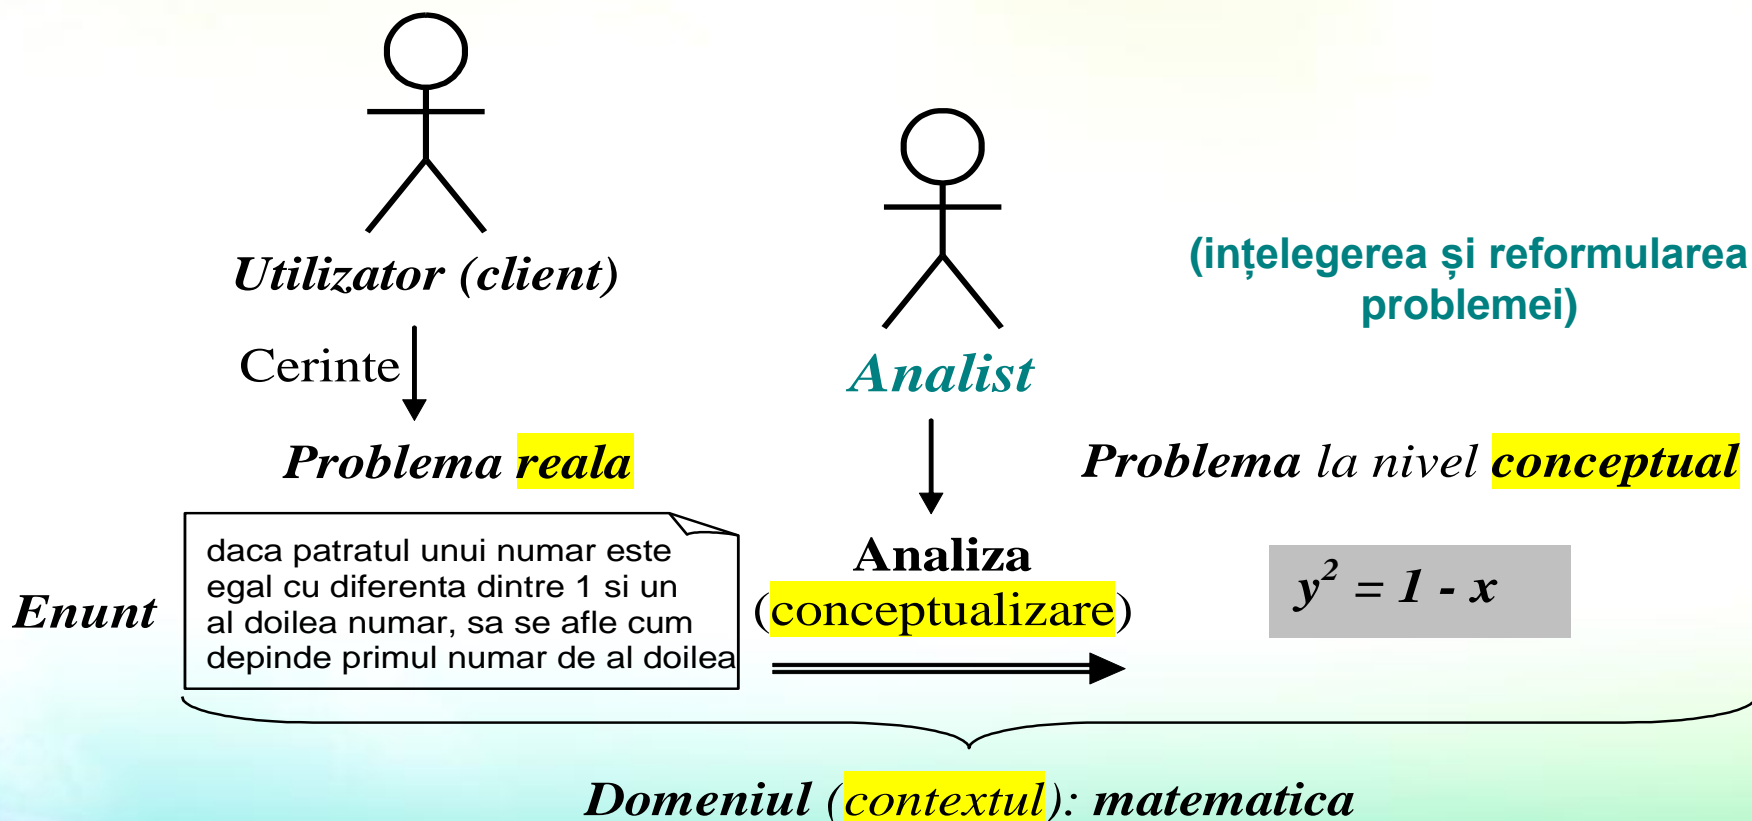 Utilizator (client)
Cerinte
Problema reala
Enunt
daca patratul unui numar este
egal cu diferenta dintre 1 si un
al doilea numar, sa se afle cum
depinde primul numar de al doilea
Analist
Analiza
(conceptualizare)
(ințelegerea și reformularea
problemei)
Problema la nivel conceptual
y² = 1 - x
Domeniul (contextul): matematica